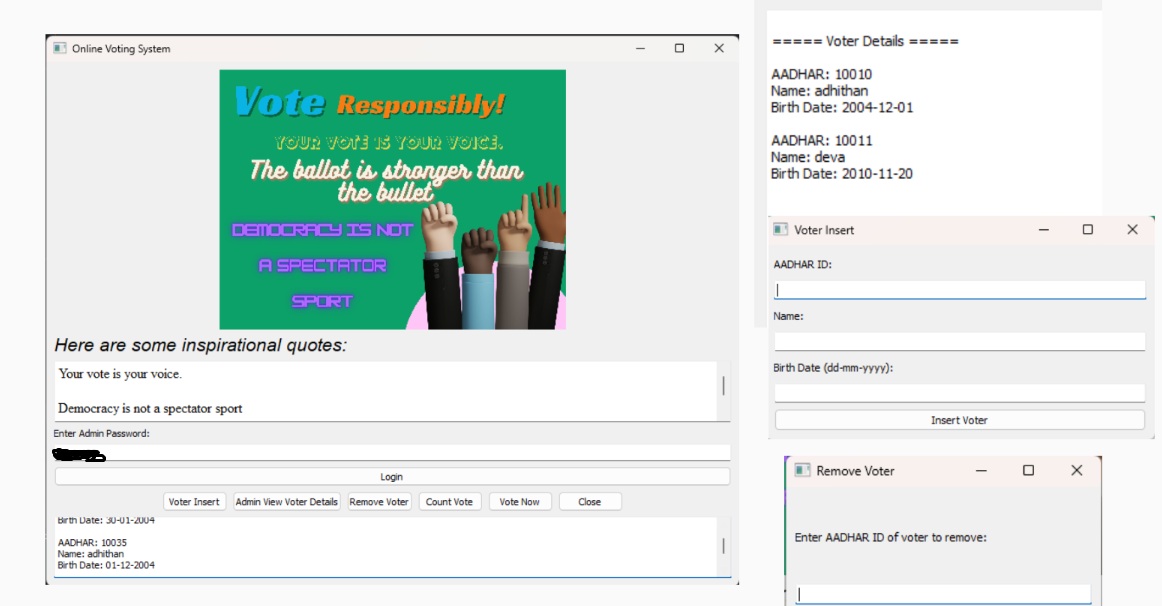 Online Voting System
Vote Responsibly!
YOUR VOTE IS YOUR VOICE.
The ballot is stronger than
the bullet
DEMOCRACY IS NOT
A SPECTATOR
SPORT
Here are some inspirational quotes:
Your vote is your voice.
Democracy is not a spectator sport
Enter Admin Password:
Login
Voter Insert Admin View Voter Details Remove Voter Count Vote Vote Now Close
Birth Date: 30-01-2004
AADHAR: 10035
Name: adhithan
Birth Date: 01-12-2004
===== Voter Details =====
AADHAR: 10010
Name: adhithan
Birth Date: 2004-12-01
AADHAR: 10011
Name: deva
Birth Date: 2010-11-20
Voter Insert
AADHAR ID:
Name:
Birth Date (dd-mm-yyyy):
Insert Voter
Remove Voter
Enter AADHAR ID of voter to remove: